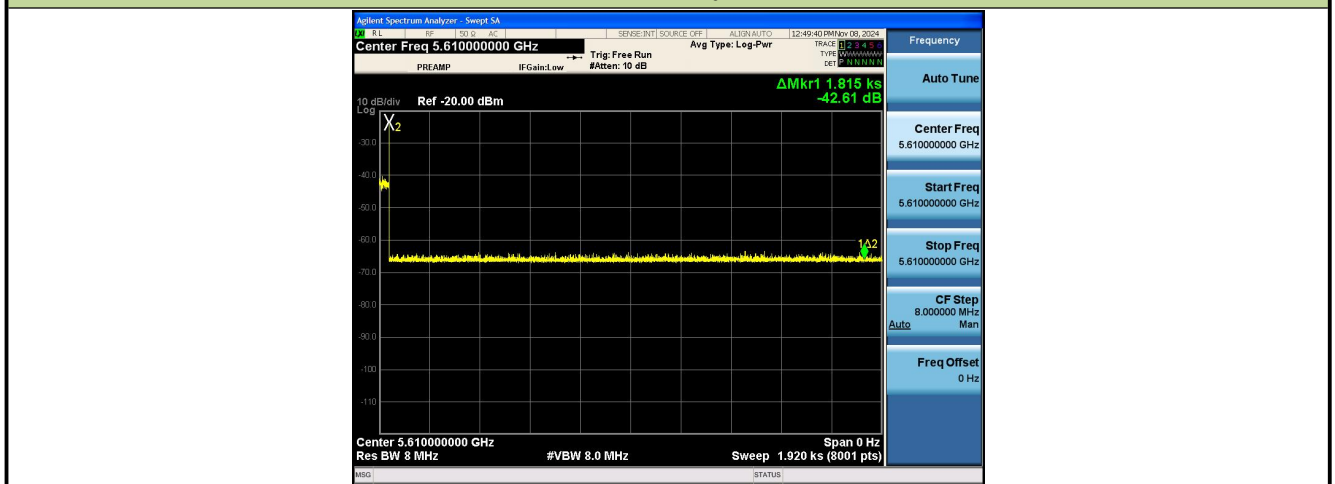 Agilent Spectrum Analyzer - Swept SA
RL RF 50 Ω AC SENSE:INT SOURCE OFF ALIGN AUTO 12:49:40 PM Nov 08, 2024
Center Freq 5.610000000 GHz
PREAMP IFGain:Low
Trig: Free Run
#Atten: 10 dB
Avg Type: Log-Pwr
TRACE 1 2 3 4 5 6
TYPE
DET P N N N N N
ΔMkr1 1.815 ks
-42.61 dB
10 dB/div Ref -20.00 dBm
Log
X2
-30.0
-40.0
-50.0
-60.0
1Δ2
-70.0
-80.0
-90.0
-100
-110
Center 5.610000000 GHz Span 0 Hz
Res BW 8 MHz #VBW 8.0 MHz Sweep 1.920 ks (8001 pts)
MSG STATUS
Frequency
Auto Tune
Center Freq
5.610000000 GHz
Start Freq
5.610000000 GHz
Stop Freq
5.610000000 GHz
CF Step
8.000000 MHz
Auto Man
Freq Offset
0 Hz